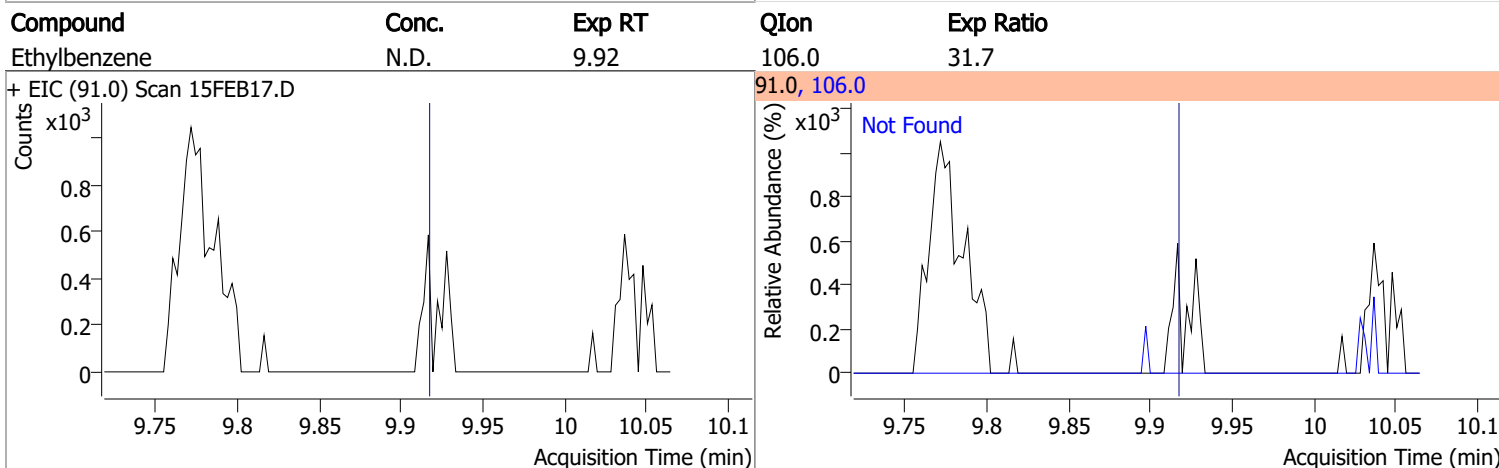 Compound Conc. Exp RT QIon Exp Ratio
Ethylbenzene N.D. 9.92 106.0 31.7
+ EIC (91.0) Scan 15FEB17.D
Counts
x10³
0.8
0.6
0.4
0.2
0
9.75 9.8 9.85 9.9 9.95 10 10.05 10.1
Acquisition Time (min)
91.0, 106.0
Relative Abundance (%)
x10³
Not Found
0.8
0.6
0.4
0.2
0
9.75 9.8 9.85 9.9 9.95 10 10.05 10.1
Acquisition Time (min)